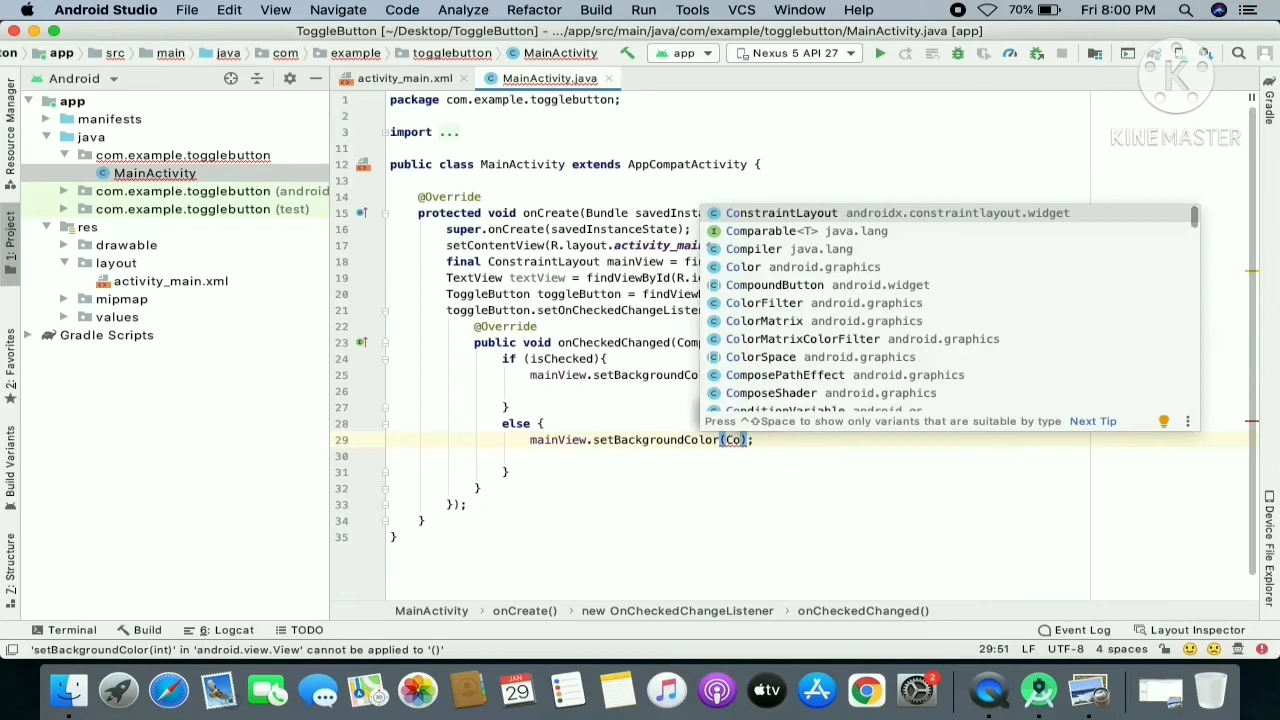 Android Studio File Edit View Navigate Code Analyze Refactor Build Run Tools VCS Window Help 70% Fri 8:00 PM
ToggleButton [~/Desktop/ToggleButton] - .../app/src/main/java/com/example/togglebutton/MainActivity.java [app]
on app src main java com example togglebutton MainActivity app Nexus 5 API 27
K
KINEMASTER
Android
activity_main.xml MainActivity.java
Resource Manager
1: Project
2: Favorites
Build Variants
Z: Structure
app
manifests
java
com.example.togglebutton
MainActivity
com.example.togglebutton (android
com.example.togglebutton (test)
res
drawable
layout
activity_main.xml
mipmap
values
Gradle Scripts
1 package com.example.togglebutton;
2
3 import ...
11
12 public class MainActivity extends AppCompatActivity {
13
14 @Override
15 protected void onCreate(Bundle savedInsta
16 super.onCreate(savedInstanceState);
17 setContentView(R.layout.activity_mai
18 final ConstraintLayout mainView = fin
19 TextView textView = findViewById(R.i
20 ToggleButton toggleButton = findView
21 toggleButton.setOnCheckedChangeListen
22 @Override
23 public void onCheckedChanged(Com
24 if (isChecked){
25 mainView.setBackgroundCo
26
27 }
28 else {
29 mainView.setBackgroundColor(Co);
30
31 }
32 }
33 });
34 }
35 }
ConstraintLayout androidx.constraintlayout.widget
Comparable<T> java.lang
Compiler java.lang
Color android.graphics
CompoundButton android.widget
ColorFilter android.graphics
ColorMatrix android.graphics
ColorMatrixColorFilter android.graphics
ColorSpace android.graphics
ComposePathEffect android.graphics
ComposeShader android.graphics
ConditionVariable android.os
Press ^⇧Space to show only variants that are suitable by type Next Tip
Gradle
Device File Explorer
MainActivity › onCreate() › new OnCheckedChangeListener › onCheckedChanged()
Terminal Build 6: Logcat TODO Event Log Layout Inspector
'setBackgroundColor(int)' in 'android.view.View' cannot be applied to '()' 29:51 LF UTF-8 4 spaces
JAN
29
tv
2